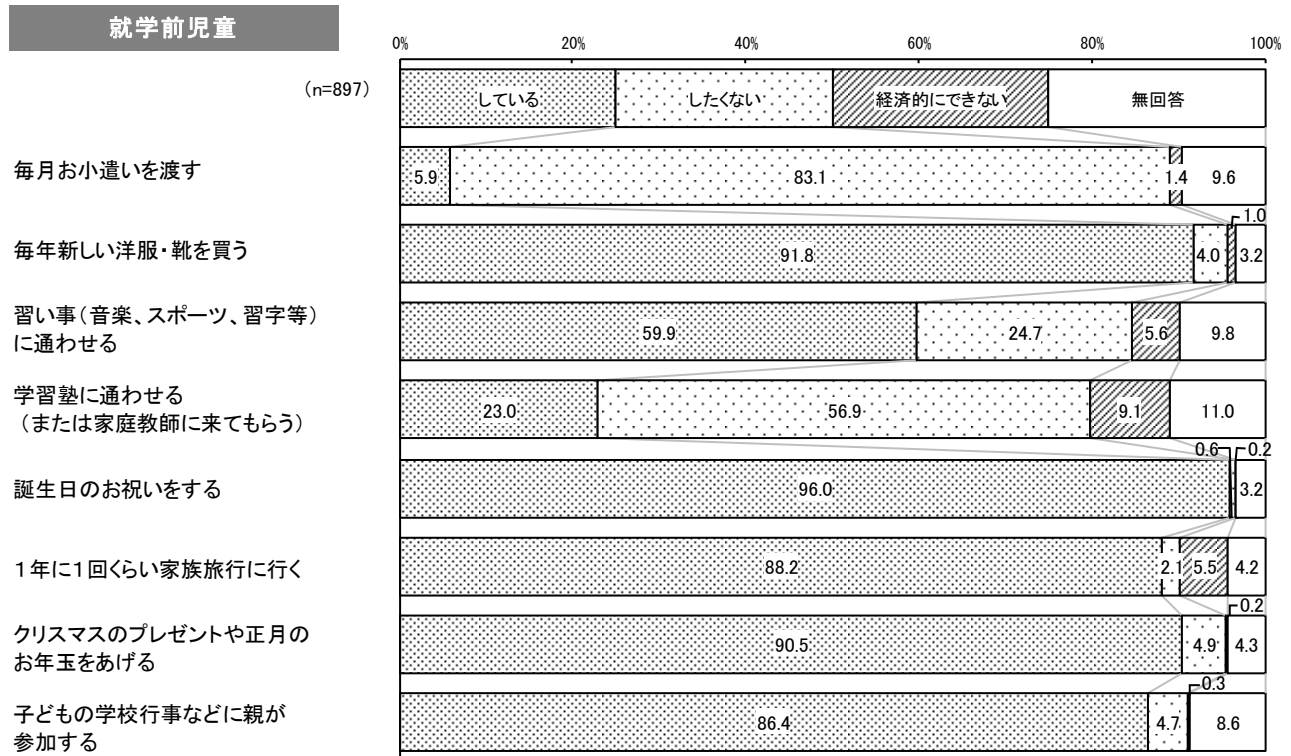 就学前児童
0% 20% 40% 60% 80% 100%
(n=897)
している したくない 経済的にできない 無回答
毎月お小遣いを渡す
5.9 83.1 1.4 9.6
毎年新しい洋服・靴を買う
91.8 4.0 1.0 3.2
習い事(音楽、スポーツ、習字等)
に通わせる
59.9 24.7 5.6 9.8
学習塾に通わせる
(または家庭教師に来てもらう)
23.0 56.9 9.1 11.0
誕生日のお祝いをする
96.0 0.6 0.2 3.2
1年に1回くらい家族旅行に行く
88.2 2.1 5.5 4.2
クリスマスのプレゼントや正月の
お年玉をあげる
90.5 4.9 0.2 4.3
子どもの学校行事などに親が
参加する
86.4 4.7 0.3 8.6